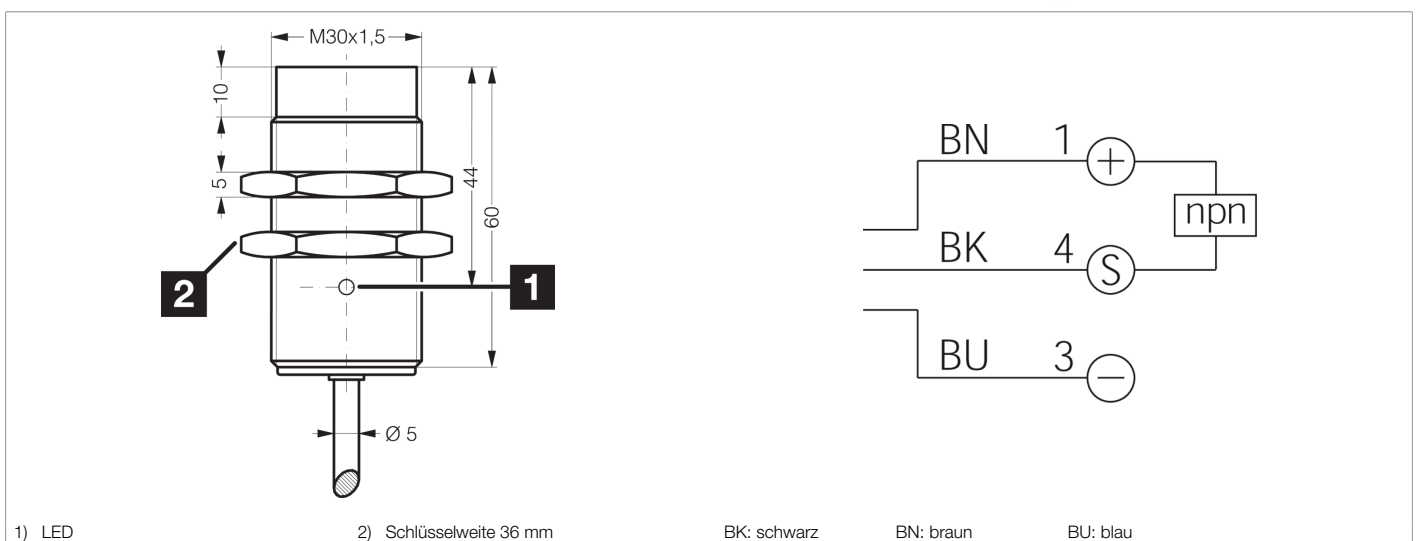 M30x1,5
10
5
44
60
2
1
Ø 5
BN 1 +
npn
BK 4 S
BU 3 −
1) LED 2) Schlüsselweite 36 mm BK: schwarz BN: braun BU: blau